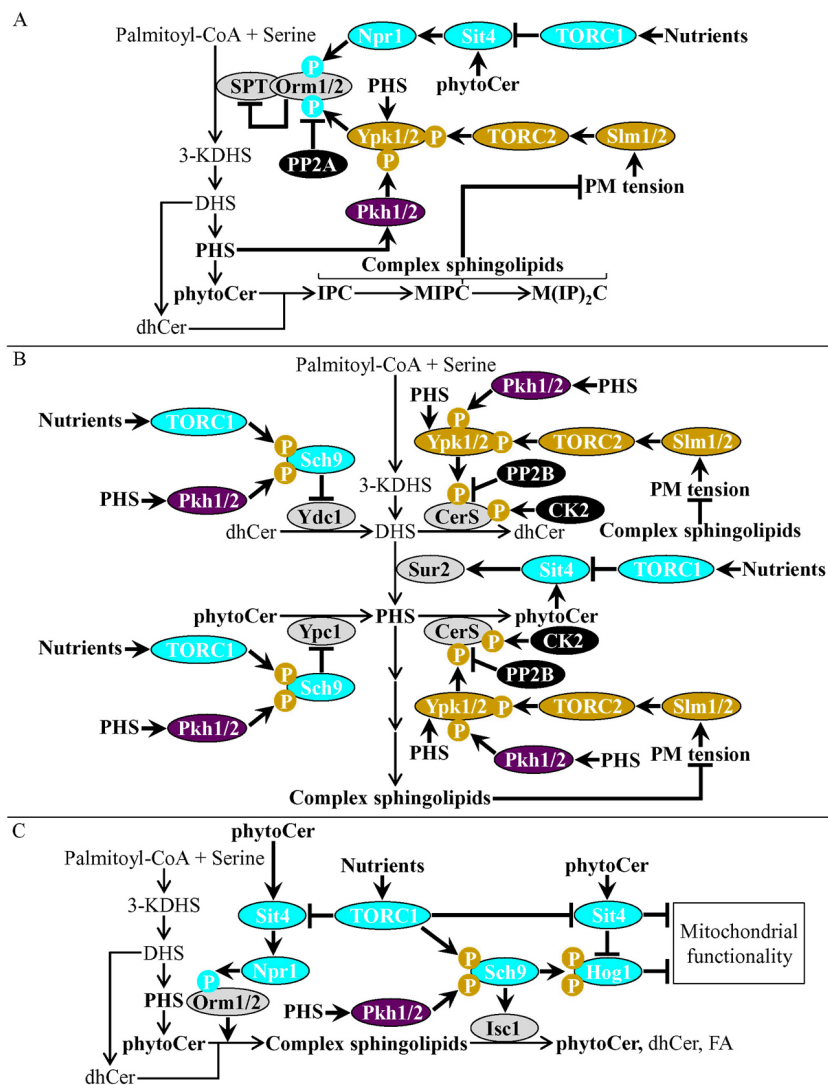 A
Palmitoyl-CoA + Serine
Npr1
Sit4
TORC1
Nutrients
P
SPT
Orm1/2
phytoCer
PHS
P
Ypk1/2
P
TORC2
Slm1/2
3-KDHS
PP2A
P
PM tension
DHS
Pkh1/2
PHS
Complex sphingolipids
phytoCer
IPC
MIPC
M(IP)2C
dhCer
B
Palmitoyl-CoA + Serine
PHS
Pkh1/2
PHS
Nutrients
TORC1
P
P
Ypk1/2
P
TORC2
Slm1/2
Sch9
P
PP2B
PHS
Pkh1/2
3-KDHS
P
PM tension
Ydc1
CerS
P
CK2
dhCer
DHS
dhCer
Complex sphingolipids
Sur2
Sit4
TORC1
Nutrients
phytoCer
PHS
phytoCer
Nutrients
TORC1
Ypc1
CerS
P
CK2
P
P
PP2B
Sch9
P
PHS
Pkh1/2
Ypk1/2
P
TORC2
Slm1/2
P
PHS
Pkh1/2
PHS
PM tension
Complex sphingolipids
C
phytoCer
Palmitoyl-CoA + Serine
Nutrients
phytoCer
3-KDHS
Sit4
TORC1
Sit4
Mitochondrial
functionality
DHS
P
Npr1
P
Sch9
P
Hog1
P
P
PHS
Orm1/2
PHS
Pkh1/2
Isc1
phytoCer
Complex sphingolipids
phytoCer, dhCer, FA
dhCer